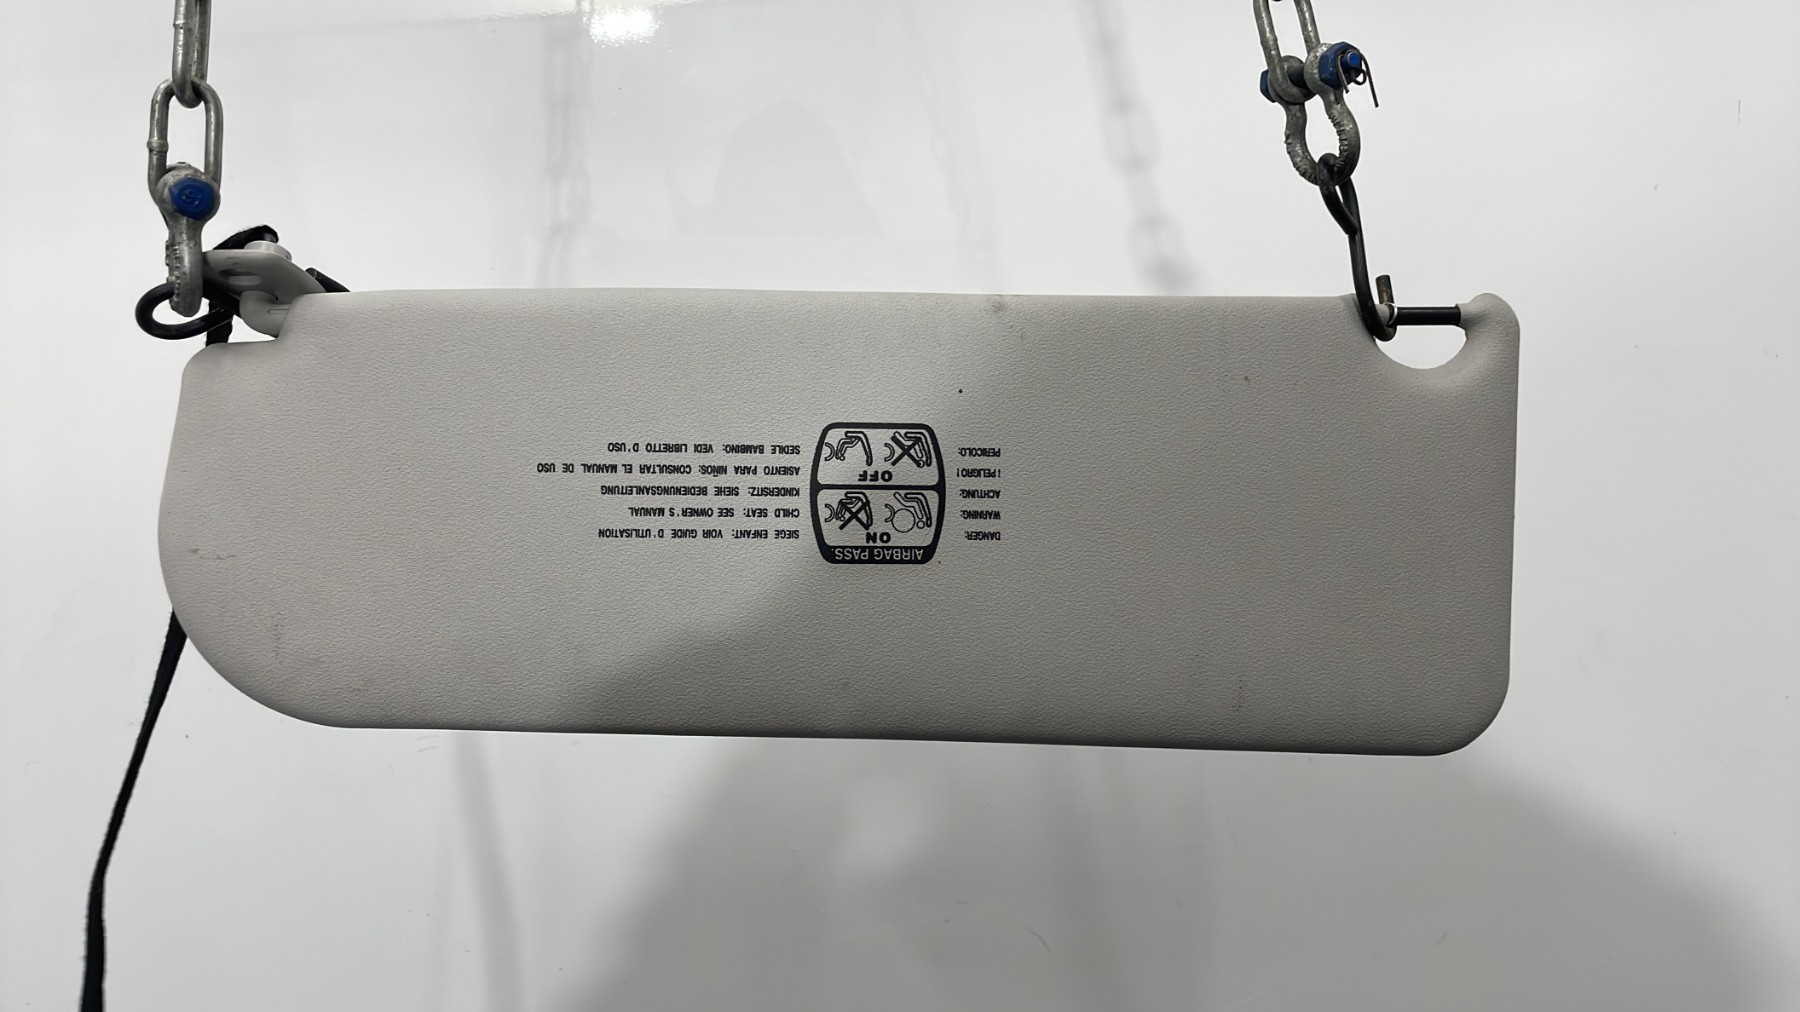 AIRBAG PASS.
ON
OFF
DANGER: SIEGE ENFANT: VOIR GUIDE D'UTILISATION
WARNING: CHILD SEAT: SEE OWNER'S MANUAL
ACHTUNG: KINDERSITZ: SIEHE BEDIENUNGSANLEITUNG
¡PELIGRO! ASIENTO PARA NIÑOS: CONSULTAR EL MANUAL DE USO
PERICOLO: SEDILE BAMBINO: VEDI LIBRETTO D'USO